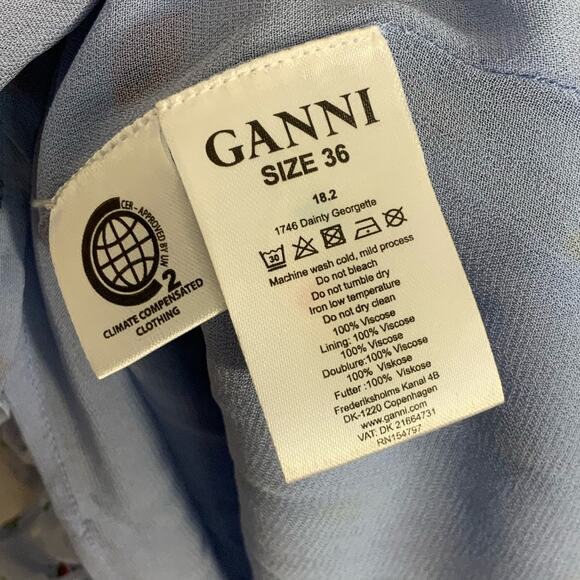 GANNI
SIZE 36
18.2
1746 Dainty Georgette
30
Machine wash cold, mild process
Do not bleach
Do not tumble dry
Iron low temperature
Do not dry clean
100% Viscose
Lining: 100% Viscose
100% Viscose
Doublure:100% Viscose
100% Viskose
Futter :100% Viskose
Frederiksholms Kanal 4B
DK-1220 Copenhagen
www.ganni.com
VAT: DK 21664731
RN154797
CER - APPROVED BY UN
2
CLIMATE COMPENSATED
CLOTHING